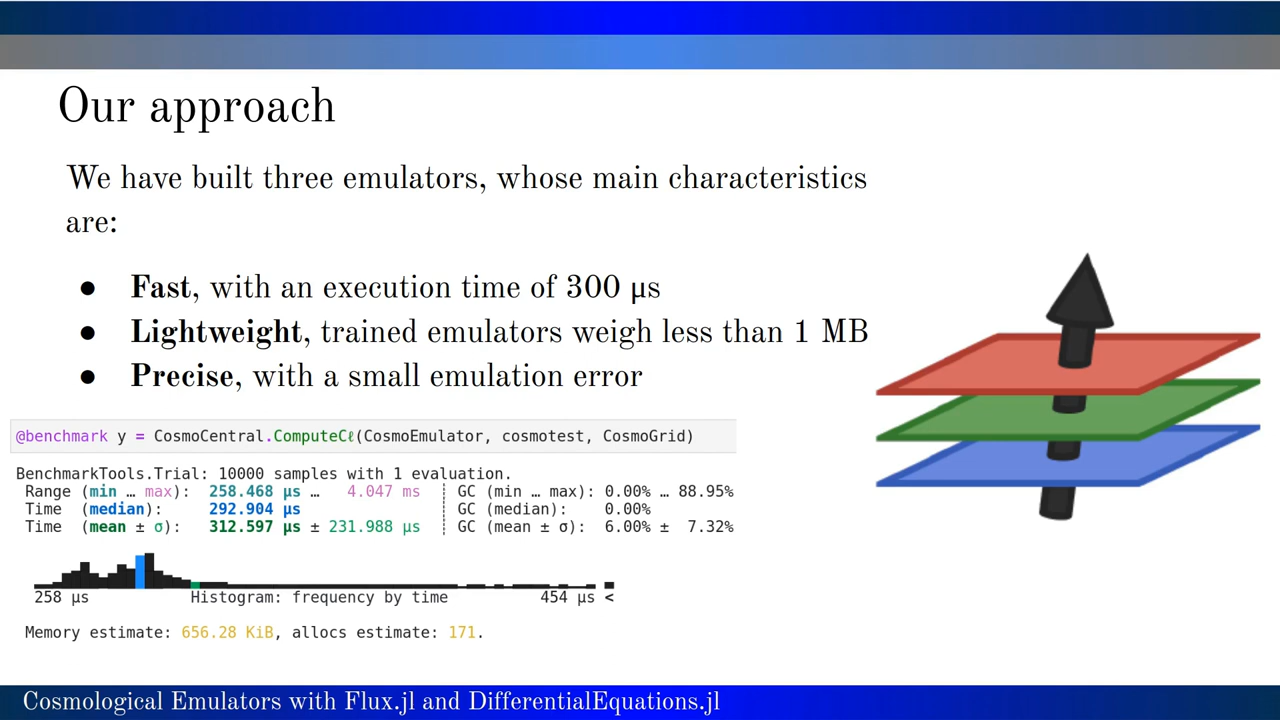 Our approach
We have built three emulators, whose main characteristics
are:
● Fast, with an execution time of 300 μs
● Lightweight, trained emulators weigh less than 1 MB
● Precise, with a small emulation error
@benchmark y = CosmoCentral.ComputeCℓ(CosmoEmulator, cosmotest, CosmoGrid)
BenchmarkTools.Trial: 10000 samples with 1 evaluation.
Range (min … max): 258.468 μs … 4.047 ms ┊ GC (min … max): 0.00% … 88.95%
Time (median): 292.904 μs ┊ GC (median): 0.00%
Time (mean ± σ): 312.597 μs ± 231.988 μs ┊ GC (mean ± σ): 6.00% ± 7.32%
258 μs Histogram: frequency by time 454 μs <
Memory estimate: 656.28 KiB, allocs estimate: 171.
Cosmological Emulators with Flux.jl and DifferentialEquations.jl